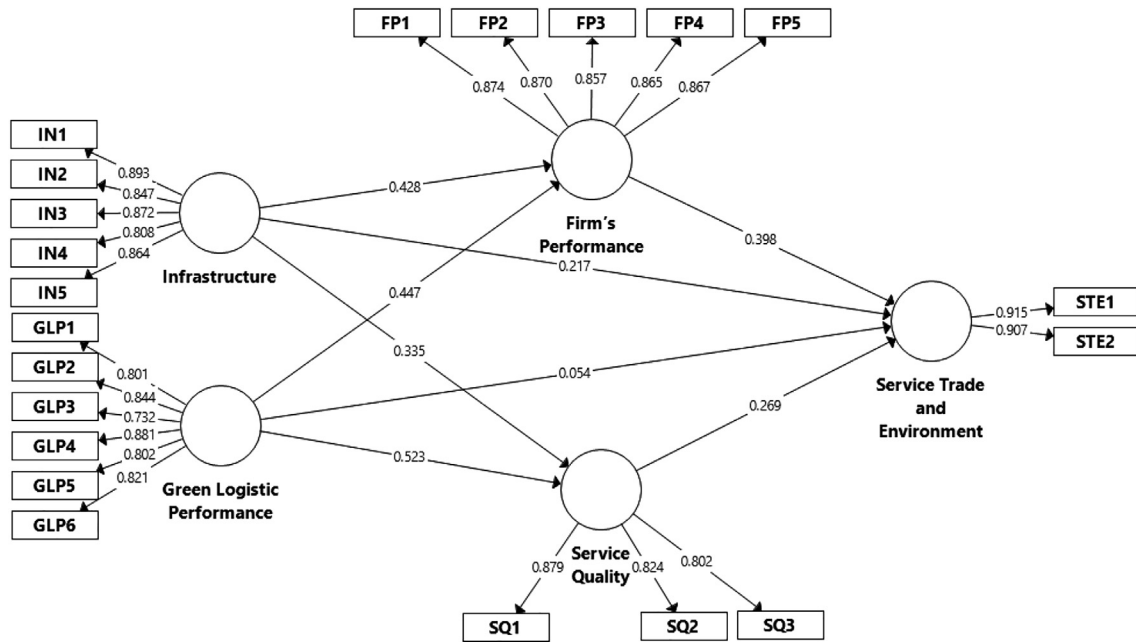 FP1 FP2 FP3 FP4 FP5
0.874 0.870 0.857 0.865 0.867
IN1
IN2
IN3
IN4
IN5
0.893
0.847
0.872
0.808
0.864
Infrastructure
0.428
Firm's
Performance
0.398
0.217
0.447
0.335
GLP1
GLP2
GLP3
GLP4
GLP5
GLP6
0.801
0.844
0.732
0.881
0.802
0.821
Green Logistic
Performance
0.054
0.523
0.269
0.915
0.907
STE1
STE2
Service Trade
and
Environment
Service
Quality
0.879 0.824 0.802
SQ1 SQ2 SQ3